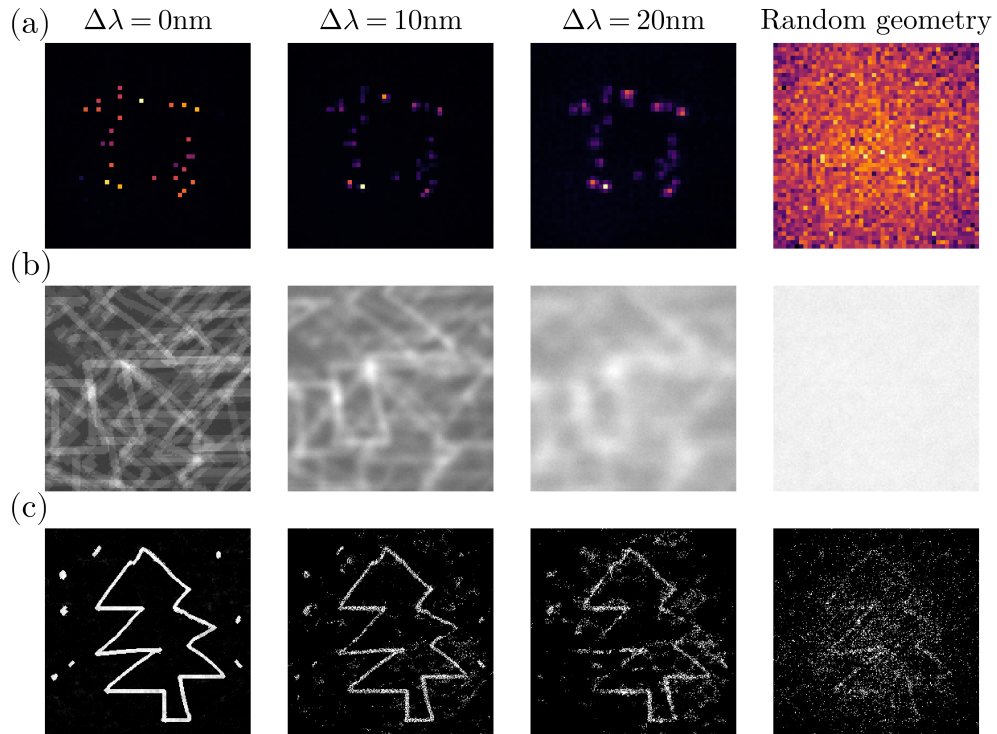 (a) Δλ = 0nm Δλ = 10nm Δλ = 20nm Random geometry
(b)
(c)